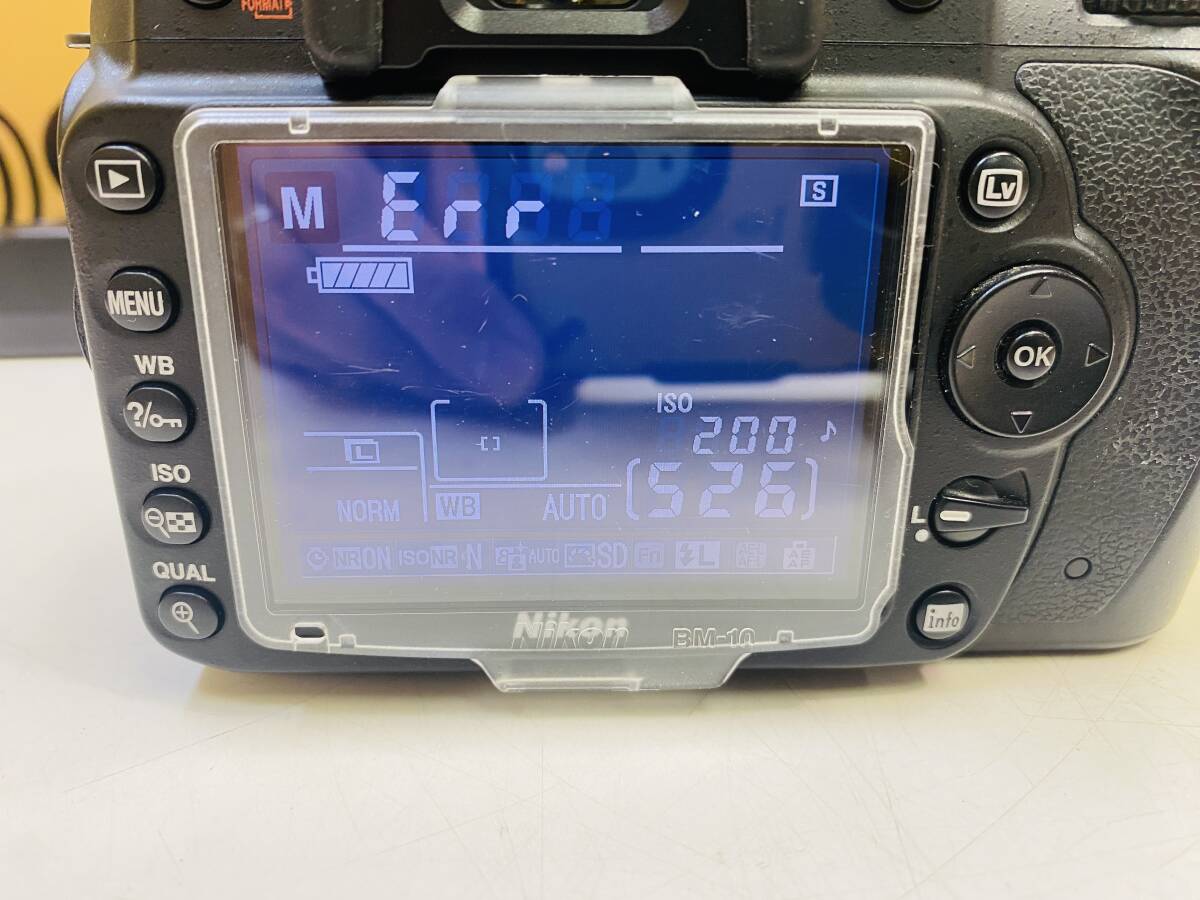 FORMAT
M Err S
Lv
MENU
WB
OK
?/
ISO
200
ISO
[526]
L
NORM WB AUTO
L
NR ON ISO NR N AUTO SD En L
QUAL
info
Nikon BM-10